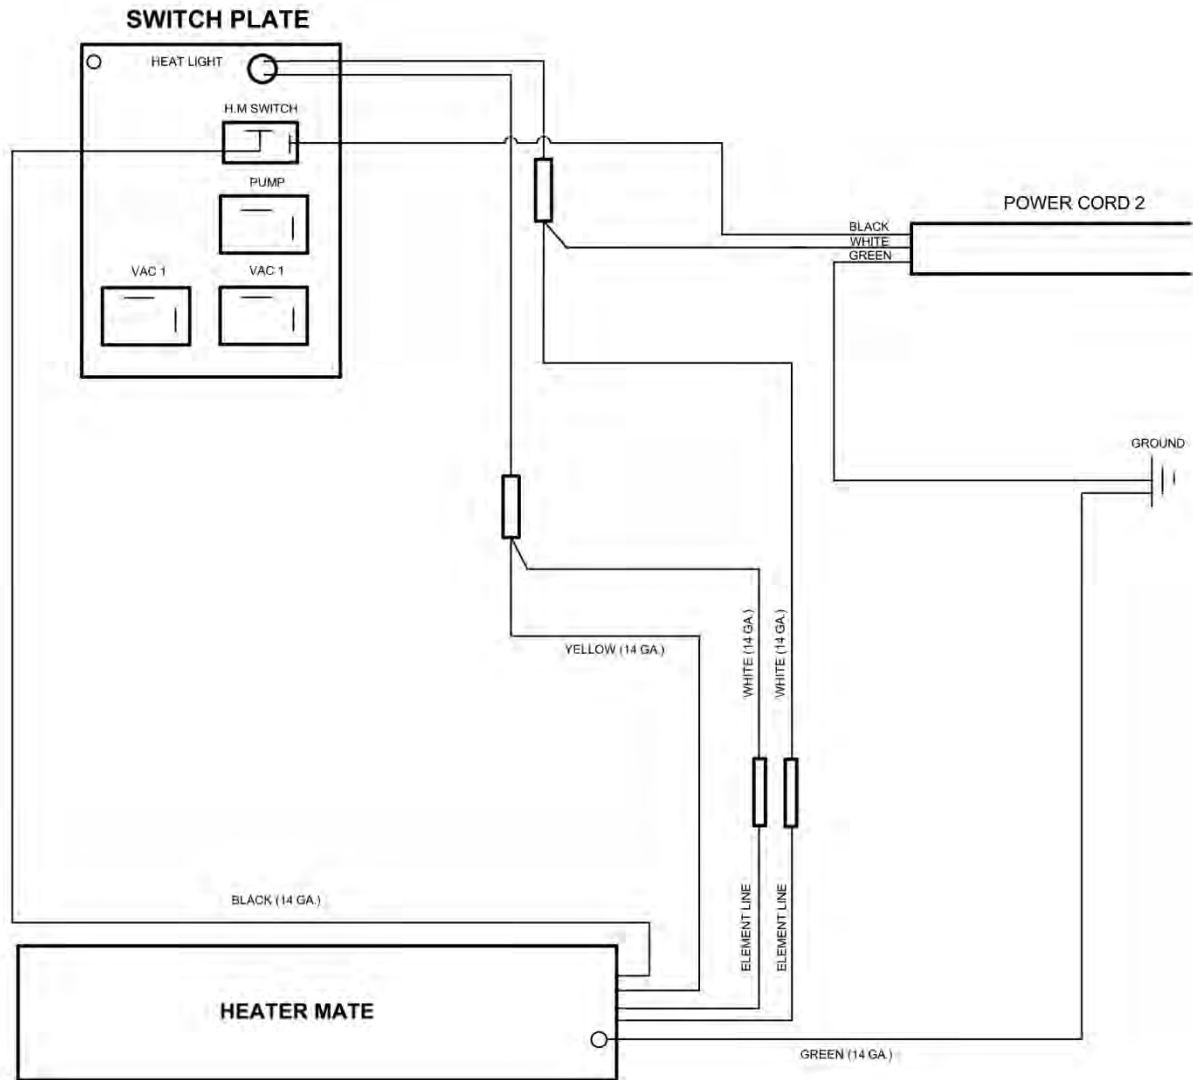 SWITCH PLATE
HEAT LIGHT
H.M SWITCH
PUMP
VAC 1
VAC 1
POWER CORD 2
BLACK
WHITE
GREEN
GROUND
YELLOW (14 GA.)
WHITE (14 GA.)
WHITE (14 GA.)
BLACK (14 GA.)
ELEMENT LINE
ELEMENT LINE
HEATER MATE
GREEN (14 GA.)